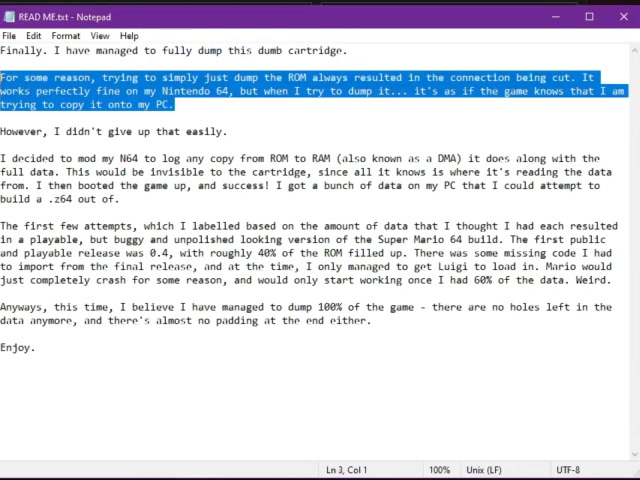 READ ME.txt - Notepad
File Edit Format View Help
Finally. I have managed to fully dump this dumb cartridge.
For some reason, trying to simply just dump the ROM always resulted in the connection being cut. It
works perfectly fine on my Nintendo 64, but when I try to dump it... it's as if the game knows that I am
trying to copy it onto my PC.
However, I didn't give up that easily.
I decided to mod my N64 to log any copy from ROM to RAM (also known as a DMA) it does along with the
full data. This would be invisible to the cartridge, since all it knows is where it's reading the data
from. I then booted the game up, and success! I got a bunch of data on my PC that I could attempt to
build a .z64 out of.
The first few attempts, which I labelled based on the amount of data that I thought I had each resulted
in a playable, but buggy and unpolished looking version of the Super Mario 64 build. The first public
and playable release was 0.4, with roughly 40% of the ROM filled up. There was some missing code I had
to import from the final release, and at the time, I only managed to get Luigi to load in. Mario would
just completely crash for some reason, and would only start working once I had 60% of the data. Weird.
Anyways, this time, I believe I have managed to dump 100% of the game - there are no holes left in the
data anymore, and there's almost no padding at the end either.
Enjoy.
Ln 3, Col 1 100% Unix (LF) UTF-8